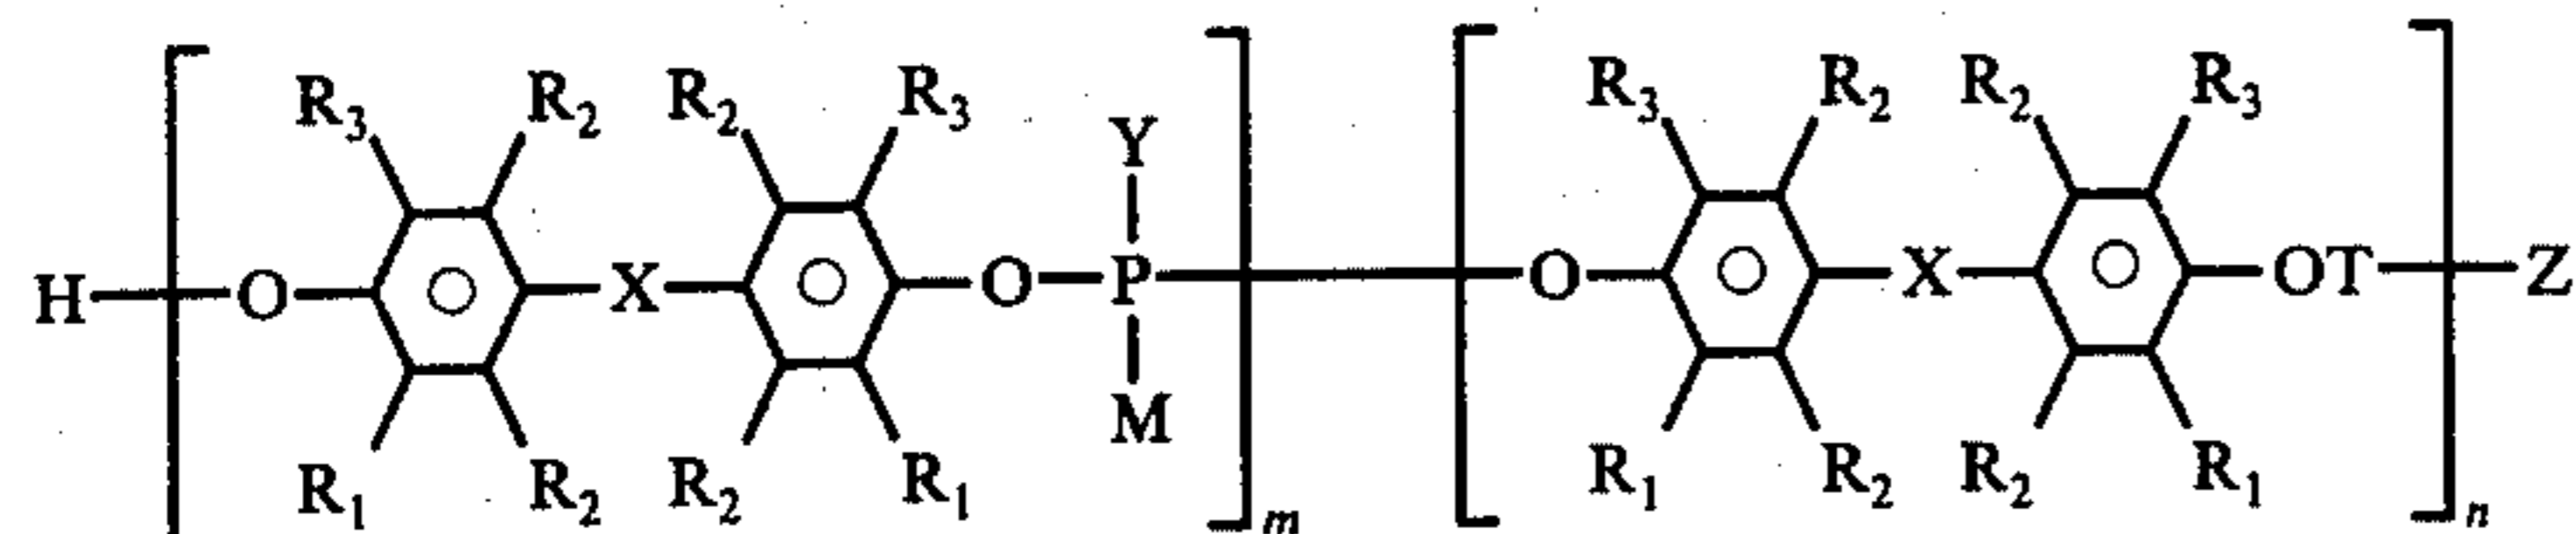 R3 R2 R2 R3 R3 R2 R2 R3
Y
H O X O P O X OT Z
M
R1 R2 R2 R1 R1 R2 R2 R1
m n